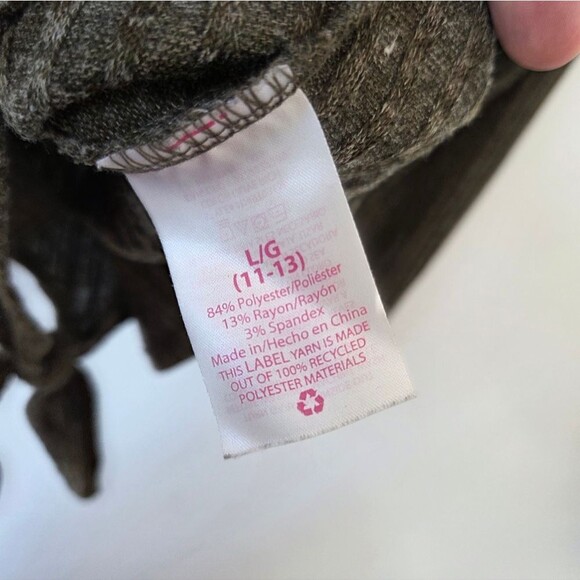 L/G
(11-13)
84% Polyester/Poliéster
13% Rayon/Rayón
3% Spandex
Made in/Hecho en China
THIS LABEL YARN IS MADE
OUT OF 100% RECYCLED
POLYESTER MATERIALS